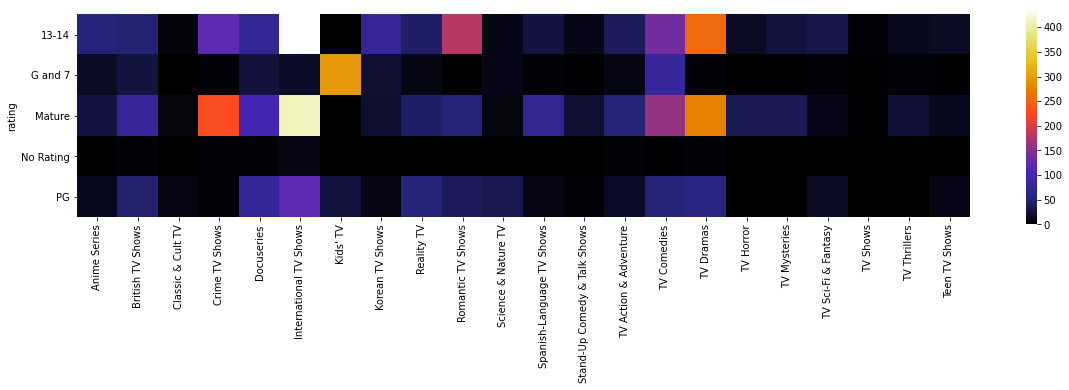 rating
13-14
G and 7
Mature
No Rating
PG
Anime Series
British TV Shows
Classic & Cult TV
Crime TV Shows
Docuseries
International TV Shows
Kids' TV
Korean TV Shows
Reality TV
Romantic TV Shows
Science & Nature TV
Spanish-Language TV Shows
Stand-Up Comedy & Talk Shows
TV Action & Adventure
TV Comedies
TV Dramas
TV Horror
TV Mysteries
TV Sci-Fi & Fantasy
TV Shows
TV Thrillers
Teen TV Shows
400
350
300
250
200
150
100
50
0